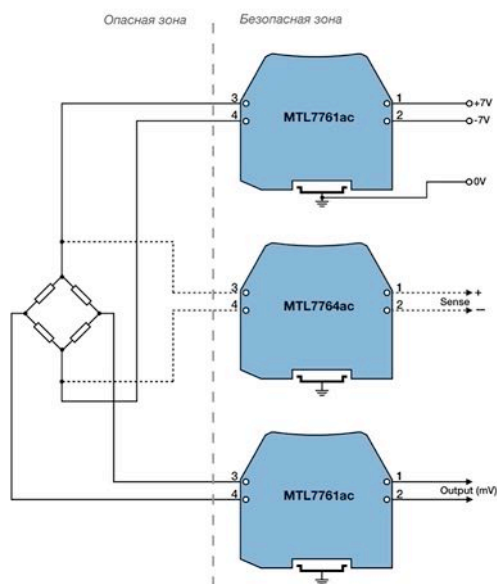 Опасная зона
Безопасная зона
3
4
MTL7761ac
1
2
+7V
-7V
0V
3
4
MTL7764ac
1
2
+
Sense
−
3
4
MTL7761ac
1
2
Output (mV)